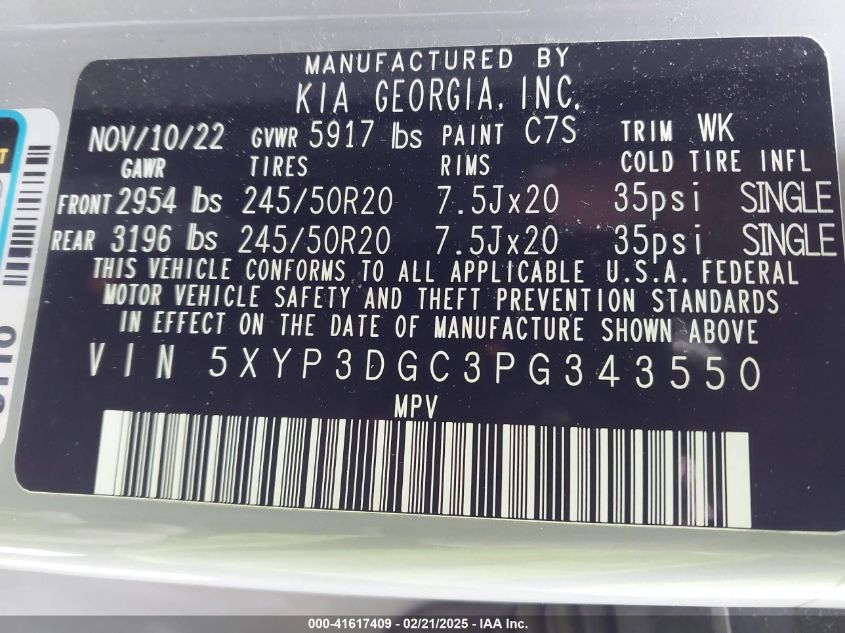 MANUFACTURED BY
KIA GEORGIA, INC.
NOV/10/22 GVWR 5917 lbs PAINT C7S TRIM WK
GAWR TIRES RIMS COLD TIRE INFL
FRONT 2954 lbs 245/50R20 7.5Jx20 35psi SINGLE
REAR 3196 lbs 245/50R20 7.5Jx20 35psi SINGLE
THIS VEHICLE CONFORMS TO ALL APPLICABLE U.S.A. FEDERAL
MOTOR VEHICLE SAFETY AND THEFT PREVENTION STANDARDS
IN EFFECT ON THE DATE OF MANUFACTURE SHOWN ABOVE
VIN 5XYP3DGC3PG343550
MPV
000-41617409 - 02/21/2025 - IAA Inc.